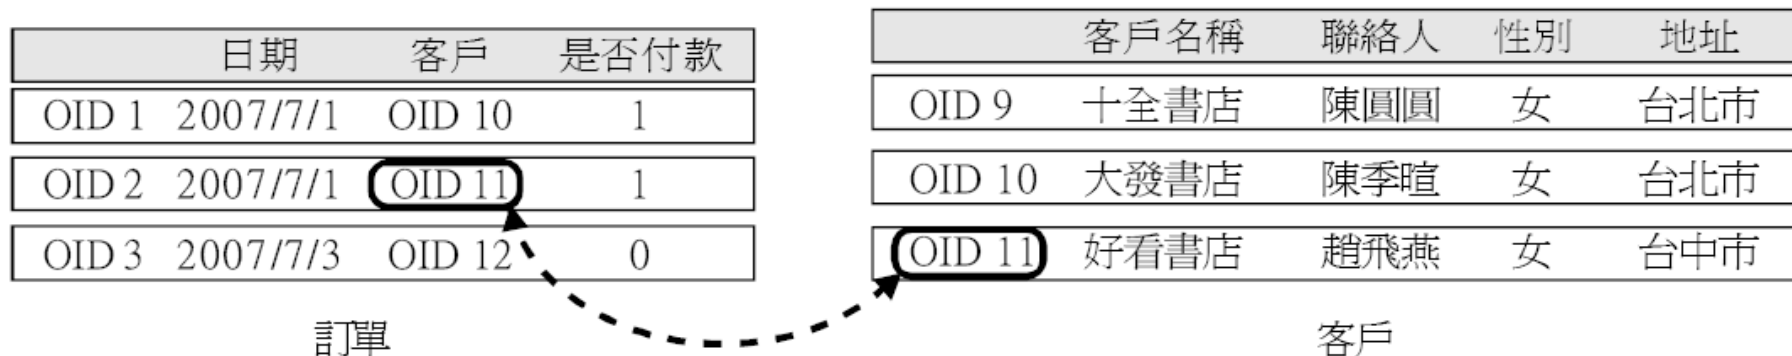 日期 客戶 是否付款
OID 1 2007/7/1 OID 10 1
OID 2 2007/7/1 OID 11 1
OID 3 2007/7/3 OID 12 0
訂單
客戶名稱 聯絡人 性別 地址
OID 9 十全書店 陳圓圓 女 台北市
OID 10 大發書店 陳季暄 女 台北市
OID 11 好看書店 趙飛燕 女 台中市
客戶